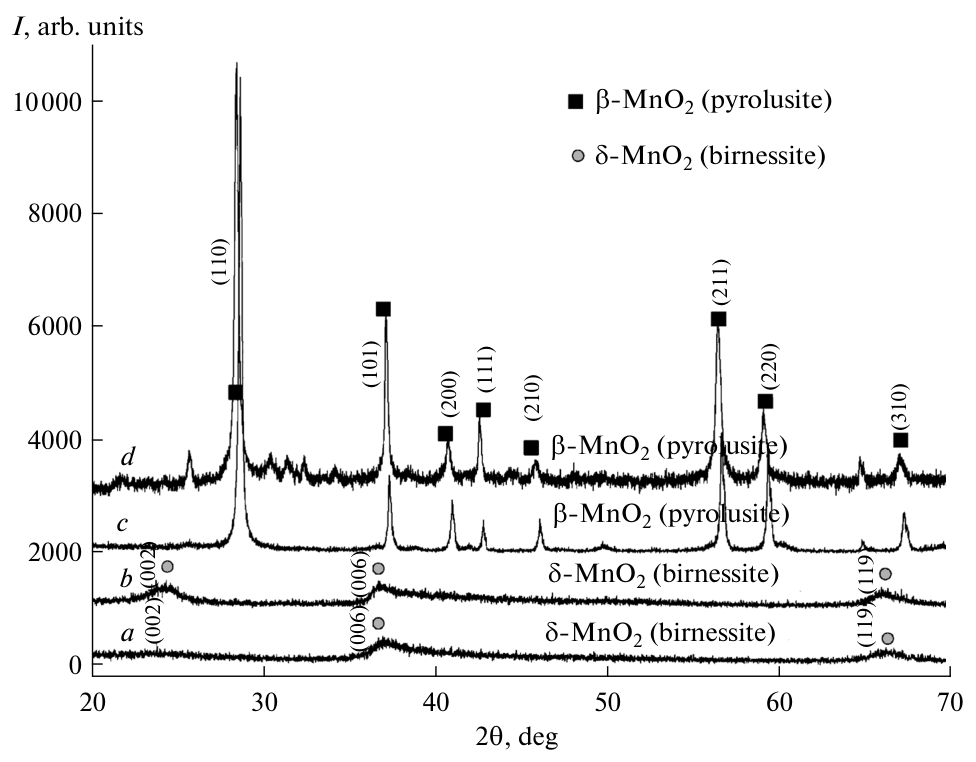 I, arb. units
10000
8000
6000
4000
2000
0
β-MnO₂ (pyrolusite)
δ-MnO₂ (birnessite)
(110)
(101)
(200)
(111)
(210)
(211)
(220)
(310)
d
β-MnO₂ (pyrolusite)
c
β-MnO₂ (pyrolusite)
b
(002)
(006)
δ-MnO₂ (birnessite)
(119)
a
(002)
(006)
δ-MnO₂ (birnessite)
(119)
20 30 40 50 60 70
2θ, deg